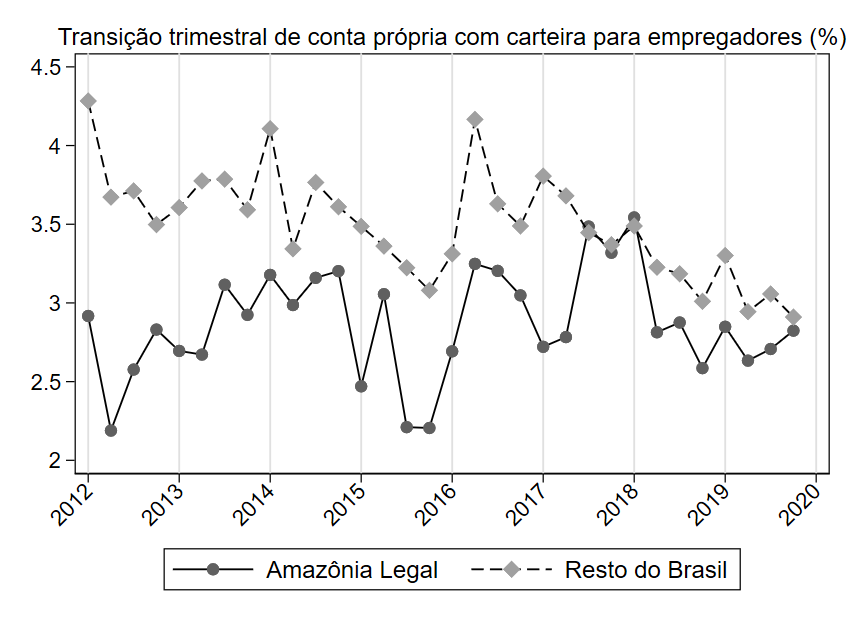 Transição trimestral de conta própria com carteira para empregadores (%)
4.5
4
3.5
3
2.5
2
2012 2013 2014 2015 2016 2017 2018 2019 2020
Amazônia Legal Resto do Brasil